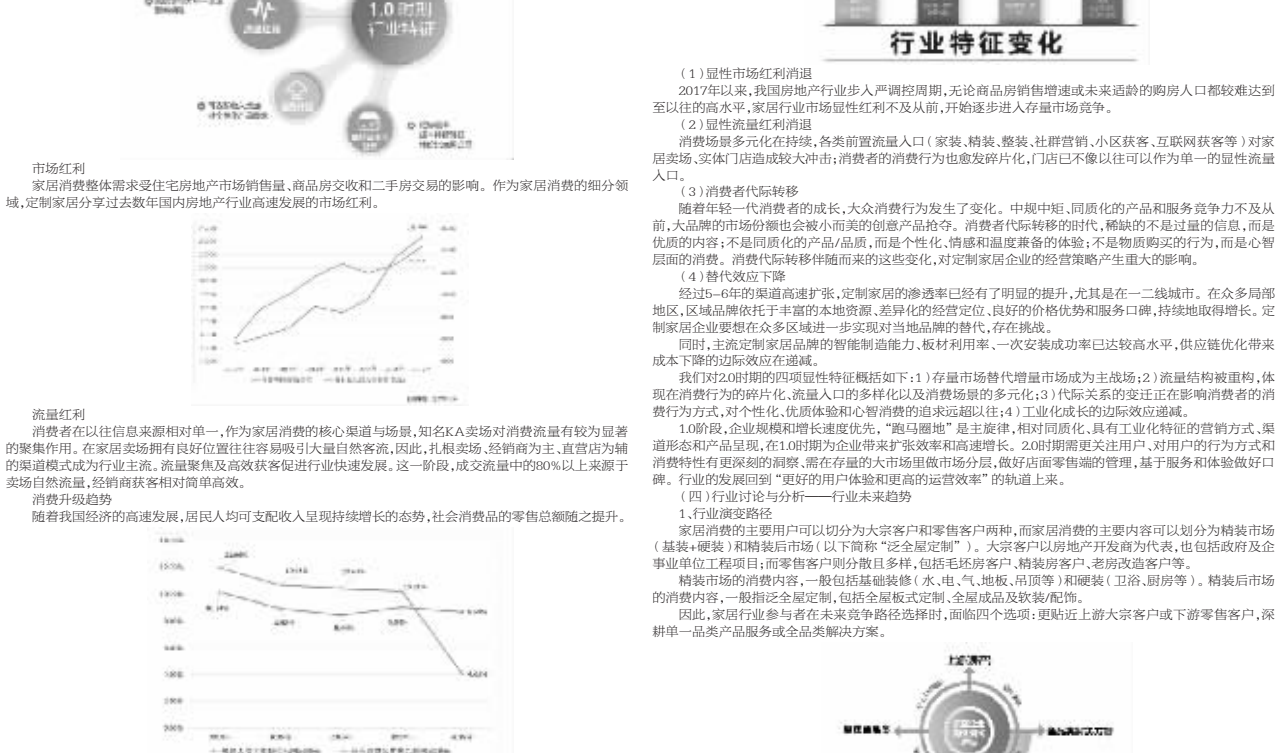 1.0 时期
行业特征
流量红利
市场红利
家居消费整体需求受住宅房地产市场销售量、商品房交收和二手房交易的影响。作为家居消费的细分领
域,定制家居分享过去数年国内房地产行业高速发展的市场红利。
流量红利
消费者在以往信息来源相对单一,作为家居消费的核心渠道与场景,知名KA卖场对消费流量有较为显著
的聚集作用。在家居卖场拥有良好位置往往容易吸引大量自然客流,因此,扎根卖场、经销商为主、直营店为辅
的渠道模式成为行业主流。流量聚焦及高效获客促进行业快速发展。这一阶段,成交流量中的80%以上来源于
卖场自然流量,经销商获客相对简单高效。
消费升级趋势
随着我国经济的高速发展,居民人均可支配收入呈现持续增长的态势,社会消费品的零售总额随之提升。
行业特征变化
(1)显性市场红利消退
2017年以来,我国房地产行业步入严调控周期,无论商品房销售增速或未来适龄的购房人口都较难达到
至以往的高水平,家居行业市场显性红利不及从前,开始逐步进入存量市场竞争。
(2)显性流量红利消退
消费场景多元化在持续,各类前置流量入口(家装、精装、整装、社群营销、小区获客、互联网获客等)对家
居卖场、实体门店造成较大冲击;消费者的消费行为也愈发碎片化,门店已不像以往可以作为单一的显性流量
入口。
(3)消费者代际转移
随着年轻一代消费者的成长,大众消费行为发生了变化。中规中矩、同质化的产品和服务竞争力不及从
前,大品牌的市场份额也会被小而美的创意产品抢夺。消费者代际转移的时代,稀缺的不是过量的信息,而是
优质的内容;不是同质化的产品/品质,而是个性化、情感和温度兼备的体验;不是物质购买的行为,而是心智
层面的消费。消费代际转移伴随而来的这些变化,对定制家居企业的经营策略产生重大的影响。
(4)替代效应下降
经过5-6年的渠道高速扩张,定制家居的渗透率已经有了明显的提升,尤其是在一二线城市。在众多局部
地区,区域品牌依托于丰富的本地资源、差异化的经营定位、良好的价格优势和服务口碑,持续地取得增长。定
制家居企业要想在众多区域进一步实现对当地品牌的替代,存在挑战。
同时,主流定制家居品牌的智能制造能力、板材利用率、一次安装成功率已达较高水平,供应链优化带来
成本下降的边际效应在递减。
我们对2.0时期的四项显性特征概括如下:1)存量市场替代增量市场成为主战场;2)流量结构被重构,体
现在消费行为的碎片化、流量入口的多样化以及消费场景的多元化;3)代际关系的变迁正在影响消费者的消
费行为方式,对个性化、优质体验和心智消费的追求远超以往;4)工业化成长的边际效应递减。
1.0阶段,企业规模和增长速度优先,“跑马圈地”是主旋律,相对同质化、具有工业化特征的营销方式、渠
道形态和产品呈现,在1.0时期为企业带来扩张效率和高速增长。2.0时期需更关注用户、对用户的行为方式和
消费特性有更深刻的洞察、需在存量的大市场里做市场分层,做好店面零售端的管理,基于服务和体验做好口
碑。行业的发展回到“更好的用户体验和更高的运营效率”的轨道上来。
(四)行业讨论与分析——行业未来趋势
1、行业演变路径
家居消费的主要用户可以切分为大宗客户和零售客户两种,而家居消费的主要内容可以划分为精装市场
(基装+硬装)和精装后市场(以下简称“泛全屋定制”)。大宗客户以房地产开发商为代表,也包括政府及企
事业单位工程项目;而零售客户则分散且多样,包括毛坯房客户、精装房客户、老房改造客户等。
精装市场的消费内容,一般包括基础装修(水、电、气、地板、吊顶等)和硬装(卫浴、厨房等)。精装后市场
的消费内容,一般指泛全屋定制,包括全屋板式定制、全屋成品及软装/配饰。
因此,家居行业参与者在未来竞争路径选择时,面临四个选项:更贴近上游大宗客户或下游零售客户,深
耕单一品类产品服务或全品类解决方案。